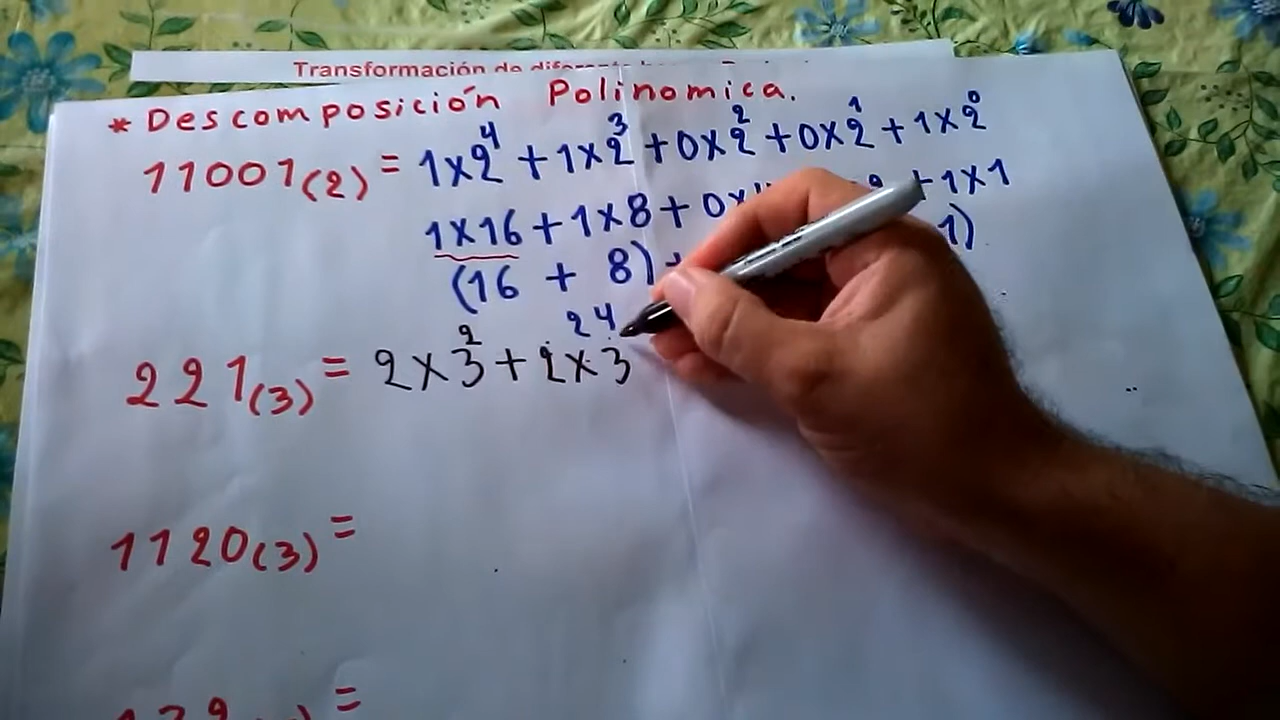 Transformación de
* Descomposición Polinomica.
11001(2) = 1x2⁴ + 1x2³ + 0x2² + 0x2¹ + 1x2⁰
1x16 + 1x8 + 0x + 1x1
(16 + 8) + 1)
24
221(3) = 2x3² + 2x3
1120(3) =
=